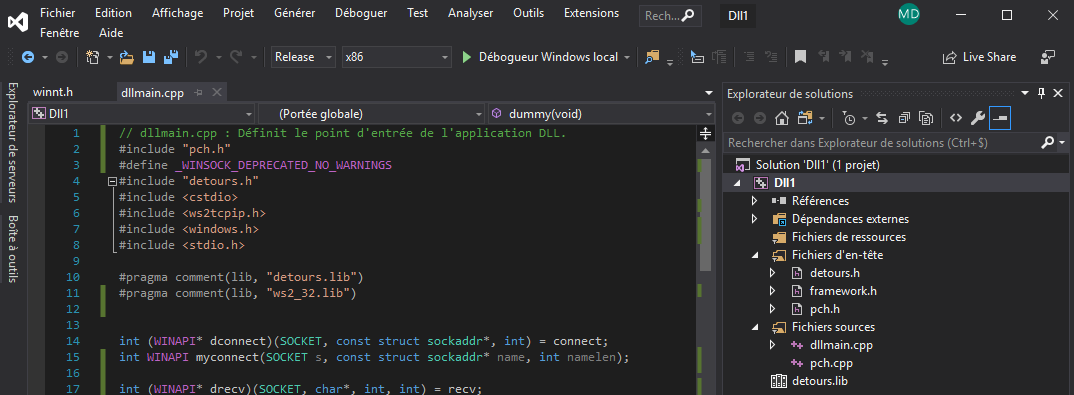 Fichier Edition Affichage Projet Générer Déboguer Test Analyser Outils Extensions Rech... Dll1 MD
Fenêtre Aide
Release x86 Débogueur Windows local Live Share
Explorateur de serveurs
Boîte à outils
winnt.h dllmain.cpp
Dll1 (Portée globale) dummy(void)
1 // dllmain.cpp : Définit le point d'entrée de l'application DLL.
2 #include "pch.h"
3 #define _WINSOCK_DEPRECATED_NO_WARNINGS
4 #include "detours.h"
5 #include <cstdio>
6 #include <ws2tcpip.h>
7 #include <windows.h>
8 #include <stdio.h>
9
10 #pragma comment(lib, "detours.lib")
11 #pragma comment(lib, "ws2_32.lib")
12
13
14 int (WINAPI* dconnect)(SOCKET, const struct sockaddr*, int) = connect;
15 int WINAPI myconnect(SOCKET s, const struct sockaddr* name, int namelen);
16
17 int (WINAPI* drecv)(SOCKET, char*, int, int) = recv;
Explorateur de solutions
Rechercher dans Explorateur de solutions (Ctrl+$)
Solution 'Dll1' (1 projet)
Dll1
Références
Dépendances externes
Fichiers de ressources
Fichiers d'en-tête
detours.h
framework.h
pch.h
Fichiers sources
dllmain.cpp
pch.cpp
detours.lib